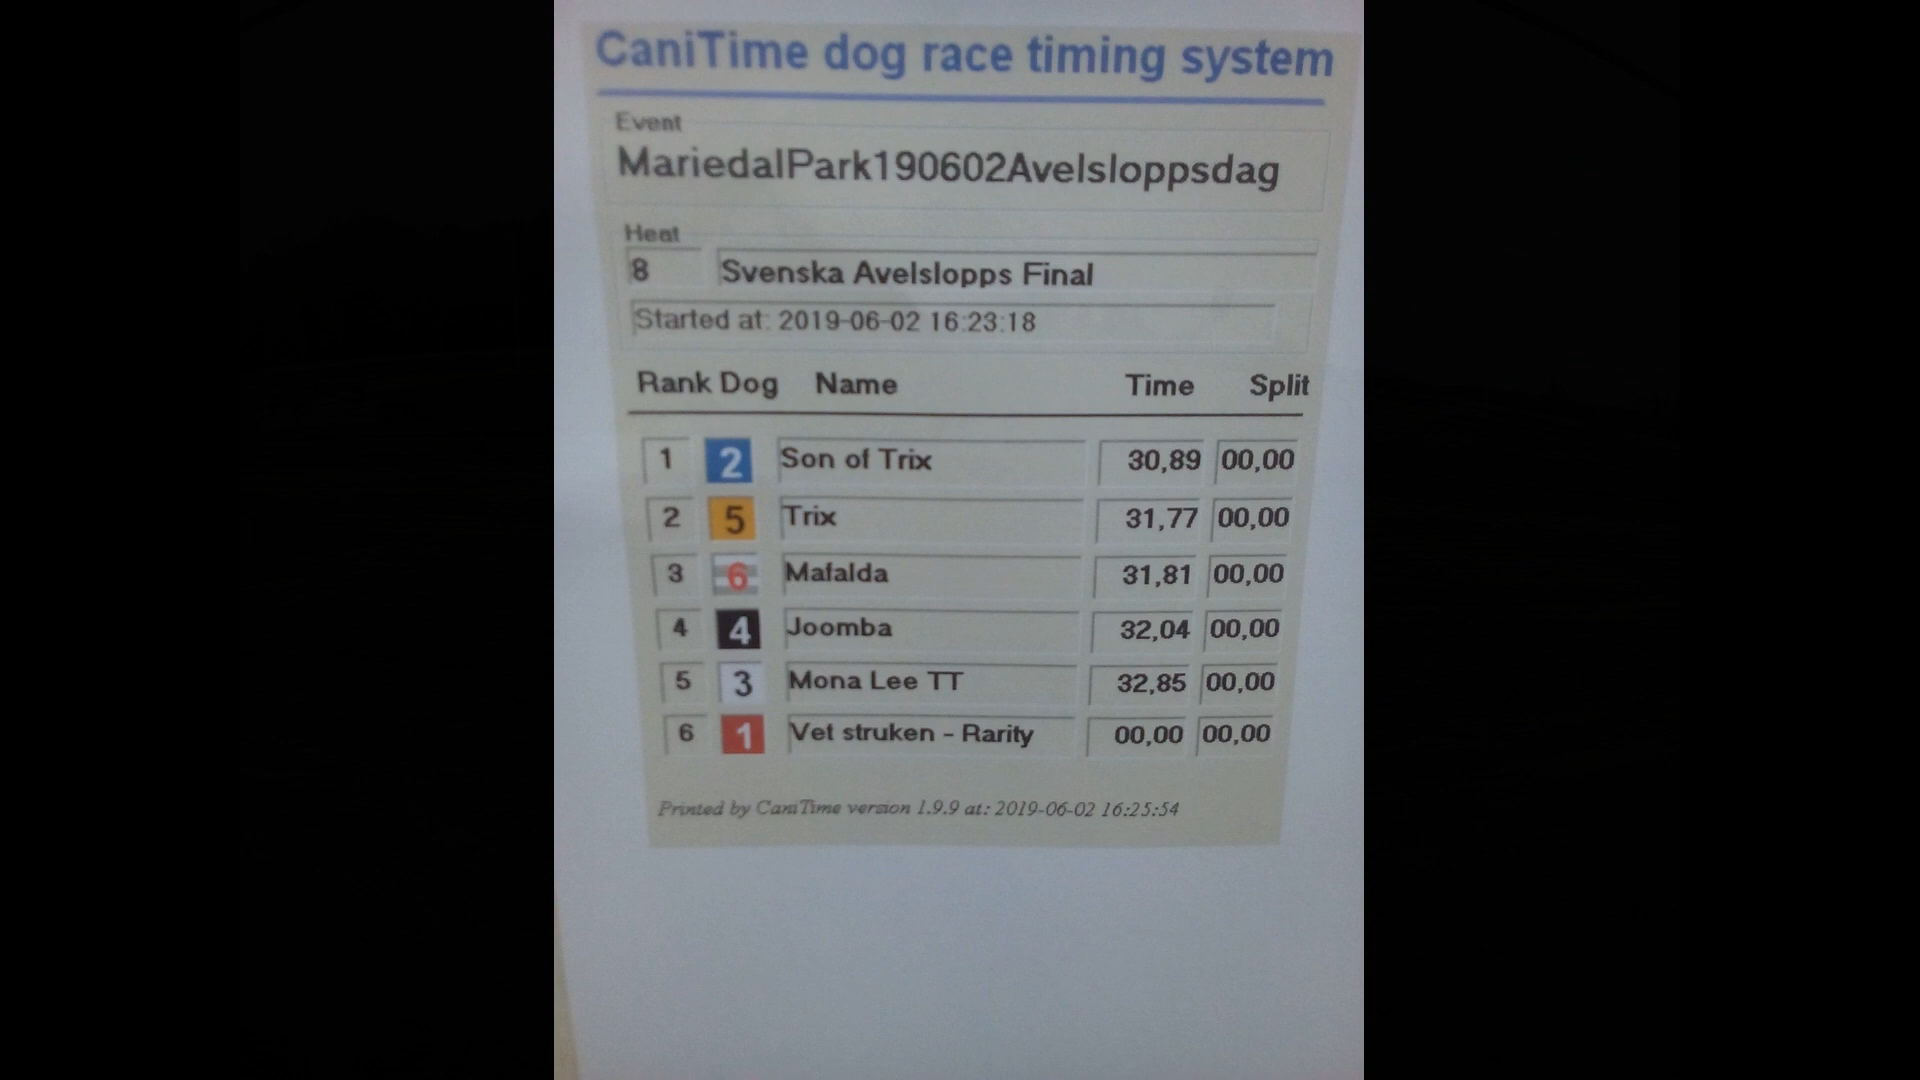 CaniTime dog race timing system
Event
MariedalPark190602Avelsloppsdag
Heat
8 Svenska Avelslopps Final
Started at: 2019-06-02 16:23:18
Rank Dog Name Time Split
1 2 Son of Trix 30,89 00,00
2 5 Trix 31,77 00,00
3 6 Mafalda 31,81 00,00
4 4 Joomba 32,04 00,00
5 3 Mona Lee TT 32,85 00,00
6 1 Vet struken - Rarity 00,00 00,00
Printed by CaniTime version 1.9.9 at: 2019-06-02 16:25:54